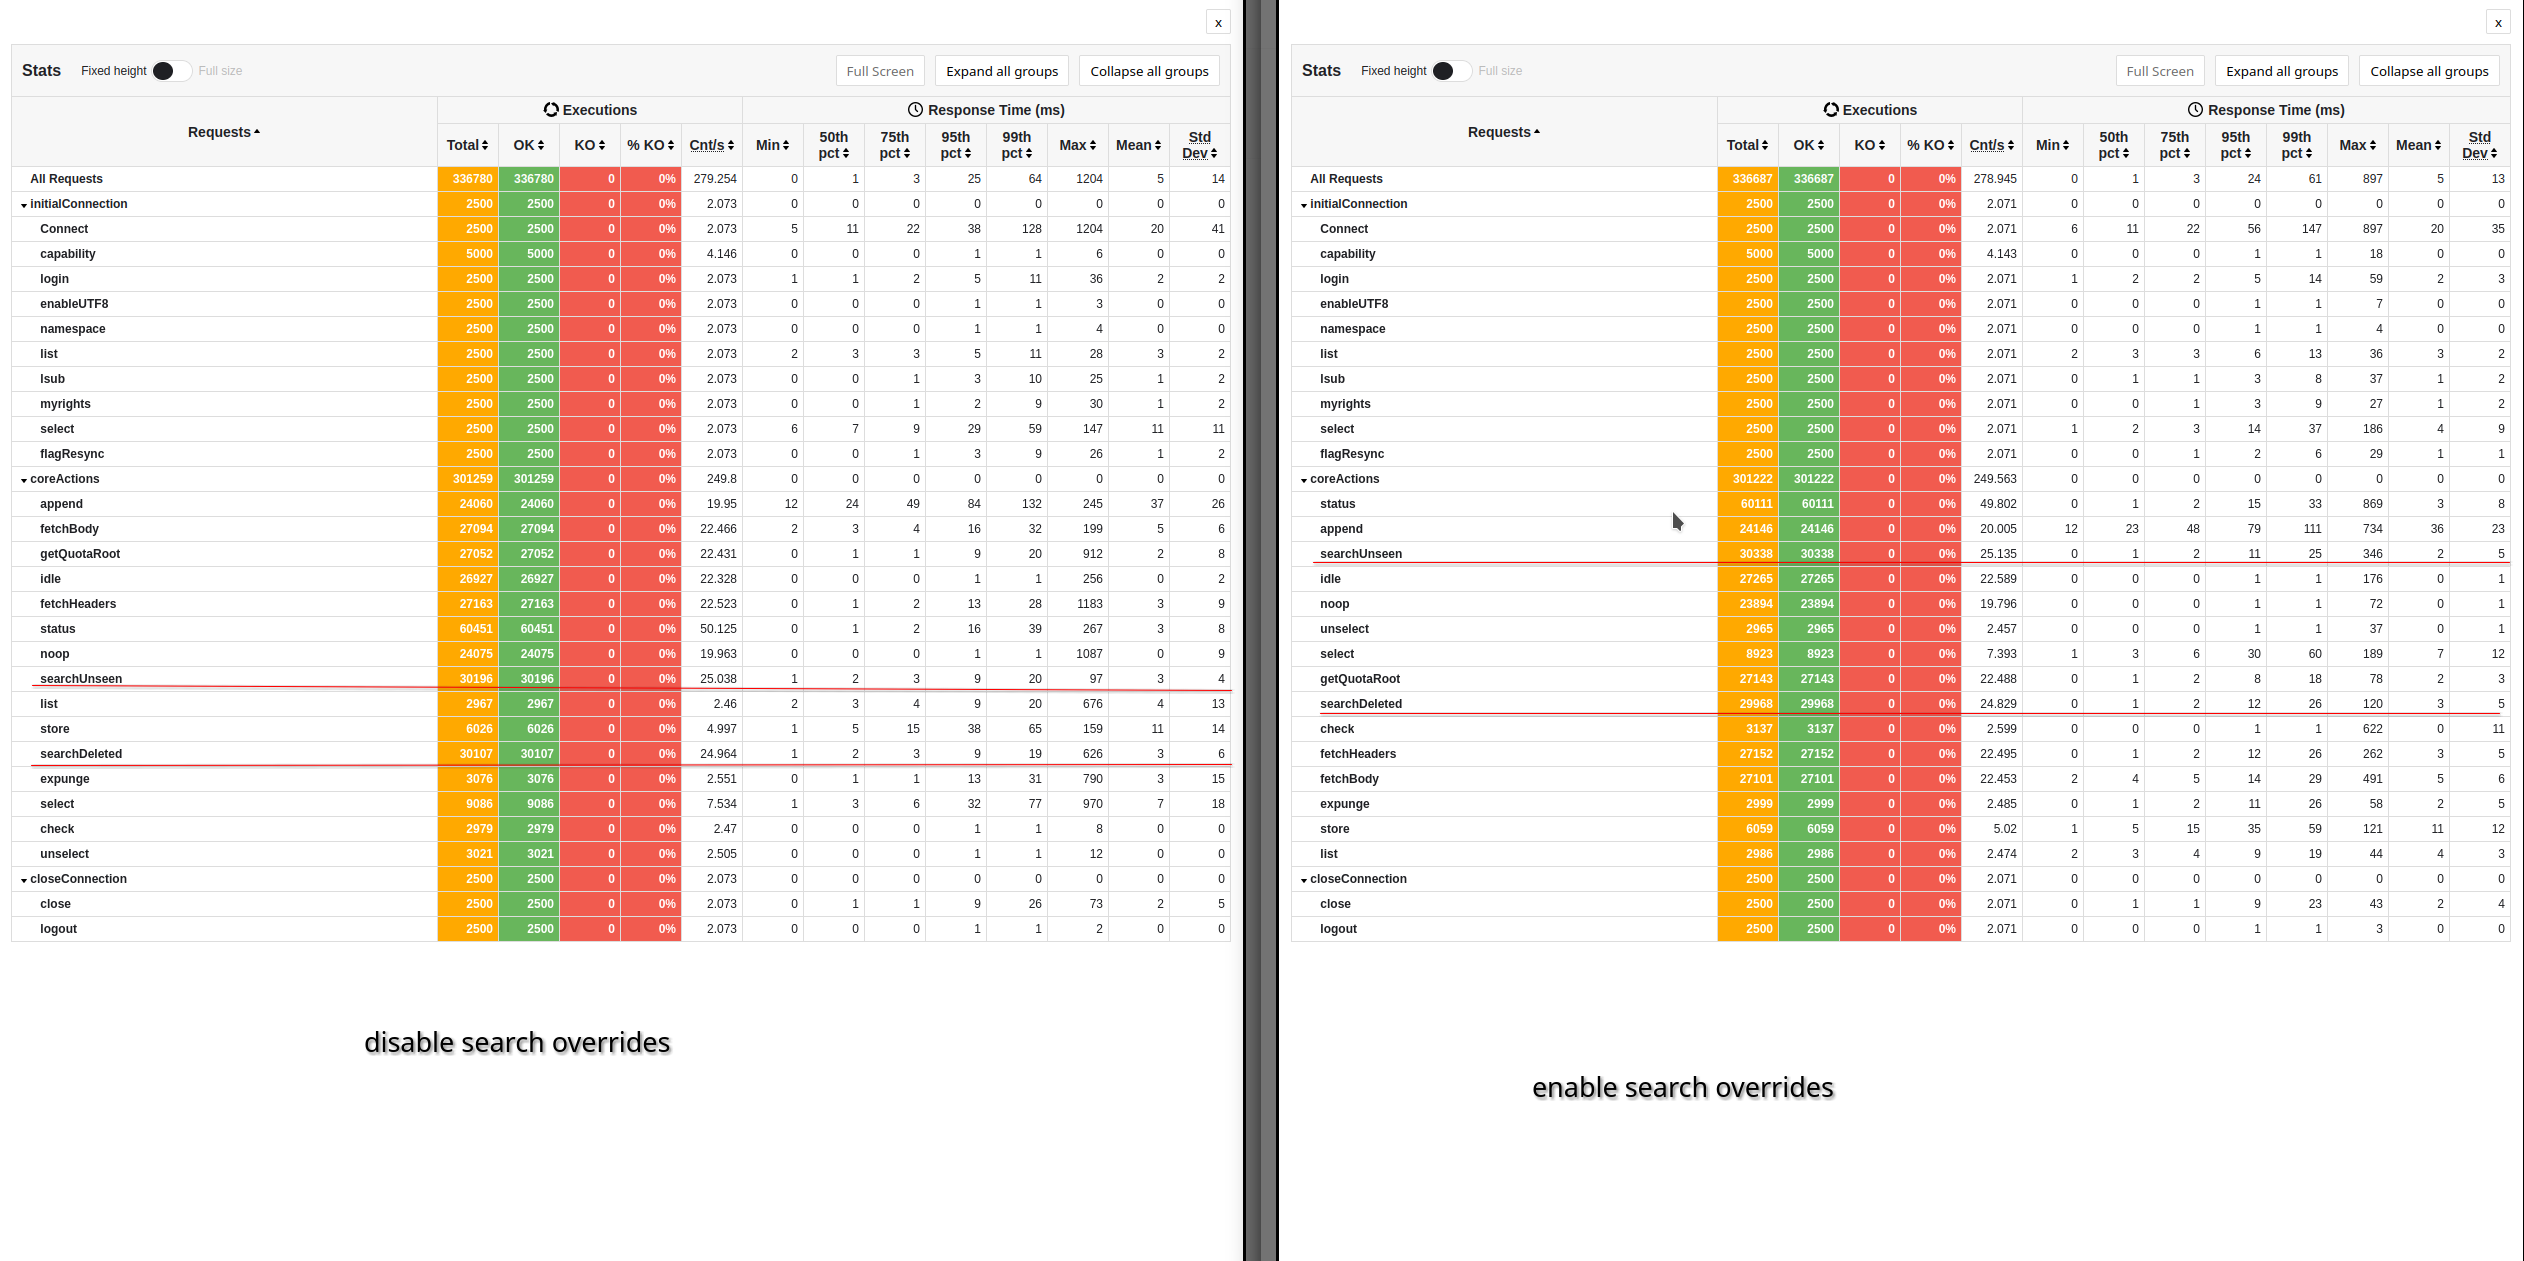 x
Stats Fixed height Full size Full Screen Expand all groups Collapse all groups
Requests Executions Response Time (ms)
Total OK KO % KO Cnt/s Min 50th pct 75th pct 95th pct 99th pct Max Mean Std Dev
All Requests 336780 336780 0 0% 279.254 0 1 3 25 64 1204 5 14
initialConnection 2500 2500 0 0% 2.073 0 0 0 0 0 0 0 0
Connect 2500 2500 0 0% 2.073 5 11 22 38 128 1204 20 41
capability 5000 5000 0 0% 4.146 0 0 0 1 1 6 0 0
login 2500 2500 0 0% 2.073 1 1 2 5 11 36 2 2
enableUTF8 2500 2500 0 0% 2.073 0 0 0 1 1 3 0 0
namespace 2500 2500 0 0% 2.073 0 0 0 1 1 4 0 0
list 2500 2500 0 0% 2.073 2 3 3 5 11 28 3 2
lsub 2500 2500 0 0% 2.073 0 0 1 3 10 25 1 2
myrights 2500 2500 0 0% 2.073 0 0 1 2 9 30 1 2
select 2500 2500 0 0% 2.073 6 7 9 29 59 147 11 11
flagResync 2500 2500 0 0% 2.073 0 0 1 3 9 26 1 2
coreActions 301259 301259 0 0% 249.8 0 0 0 0 0 0 0 0
append 24060 24060 0 0% 19.95 12 24 49 84 132 245 37 26
fetchBody 27094 27094 0 0% 22.466 2 3 4 16 32 199 5 6
getQuotaRoot 27052 27052 0 0% 22.431 0 1 1 9 20 912 2 8
idle 26927 26927 0 0% 22.328 0 0 0 1 1 256 0 2
fetchHeaders 27163 27163 0 0% 22.523 0 1 2 13 28 1183 3 9
status 60451 60451 0 0% 50.125 0 1 2 16 39 267 3 8
noop 24075 24075 0 0% 19.963 0 0 0 1 1 1087 0 9
searchUnseen 30196 30196 0 0% 25.038 1 2 3 9 20 97 3 4
list 2967 2967 0 0% 2.46 2 3 4 9 20 676 4 13
store 6026 6026 0 0% 4.997 1 5 15 38 65 159 11 14
searchDeleted 30107 30107 0 0% 24.964 1 2 3 9 19 626 3 6
expunge 3076 3076 0 0% 2.551 0 1 1 13 31 790 3 15
select 9086 9086 0 0% 7.534 1 3 6 32 77 970 7 18
check 2979 2979 0 0% 2.47 0 0 0 1 1 8 0 0
unselect 3021 3021 0 0% 2.505 0 0 0 1 1 12 0 0
closeConnection 2500 2500 0 0% 2.073 0 0 0 0 0 0 0 0
close 2500 2500 0 0% 2.073 0 1 1 9 26 73 2 5
logout 2500 2500 0 0% 2.073 0 0 0 1 1 2 0 0
disable search overrides
x
Stats Fixed height Full size Full Screen Expand all groups Collapse all groups
Requests Executions Response Time (ms)
Total OK KO % KO Cnt/s Min 50th pct 75th pct 95th pct 99th pct Max Mean Std Dev
All Requests 336687 336687 0 0% 278.945 0 1 3 24 61 897 5 13
initialConnection 2500 2500 0 0% 2.071 0 0 0 0 0 0 0 0
Connect 2500 2500 0 0% 2.071 6 11 22 56 147 897 20 35
capability 5000 5000 0 0% 4.143 0 0 0 1 1 18 0 0
login 2500 2500 0 0% 2.071 1 2 2 5 14 59 2 3
enableUTF8 2500 2500 0 0% 2.071 0 0 0 1 1 7 0 0
namespace 2500 2500 0 0% 2.071 0 0 0 1 1 4 0 0
list 2500 2500 0 0% 2.071 2 3 3 6 13 36 3 2
lsub 2500 2500 0 0% 2.071 0 1 1 3 8 37 1 2
myrights 2500 2500 0 0% 2.071 0 0 1 3 9 27 1 2
select 2500 2500 0 0% 2.071 1 2 3 14 37 186 4 9
flagResync 2500 2500 0 0% 2.071 0 0 1 2 6 29 1 1
coreActions 301222 301222 0 0% 249.563 0 0 0 0 0 0 0 0
status 60111 60111 0 0% 49.802 0 1 2 15 33 869 3 8
append 24146 24146 0 0% 20.005 12 23 48 79 111 734 36 23
searchUnseen 30338 30338 0 0% 25.135 0 1 2 11 25 346 2 5
idle 27265 27265 0 0% 22.589 0 0 0 1 1 176 0 1
noop 23894 23894 0 0% 19.796 0 0 0 1 1 72 0 1
unselect 2965 2965 0 0% 2.457 0 0 0 1 1 37 0 1
select 8923 8923 0 0% 7.393 1 3 6 30 60 189 7 12
getQuotaRoot 27143 27143 0 0% 22.488 0 1 2 8 18 78 2 3
searchDeleted 29968 29968 0 0% 24.829 0 1 2 12 26 120 3 5
check 3137 3137 0 0% 2.599 0 0 0 1 1 622 0 11
fetchHeaders 27152 27152 0 0% 22.495 0 1 2 12 26 262 3 5
fetchBody 27101 27101 0 0% 22.453 2 4 5 14 29 491 5 6
expunge 2999 2999 0 0% 2.485 0 1 2 11 26 58 2 5
store 6059 6059 0 0% 5.02 1 5 15 35 59 121 11 12
list 2986 2986 0 0% 2.474 2 3 4 9 19 44 4 3
closeConnection 2500 2500 0 0% 2.071 0 0 0 0 0 0 0 0
close 2500 2500 0 0% 2.071 0 1 1 9 23 43 2 4
logout 2500 2500 0 0% 2.071 0 0 0 1 1 3 0 0
enable search overrides